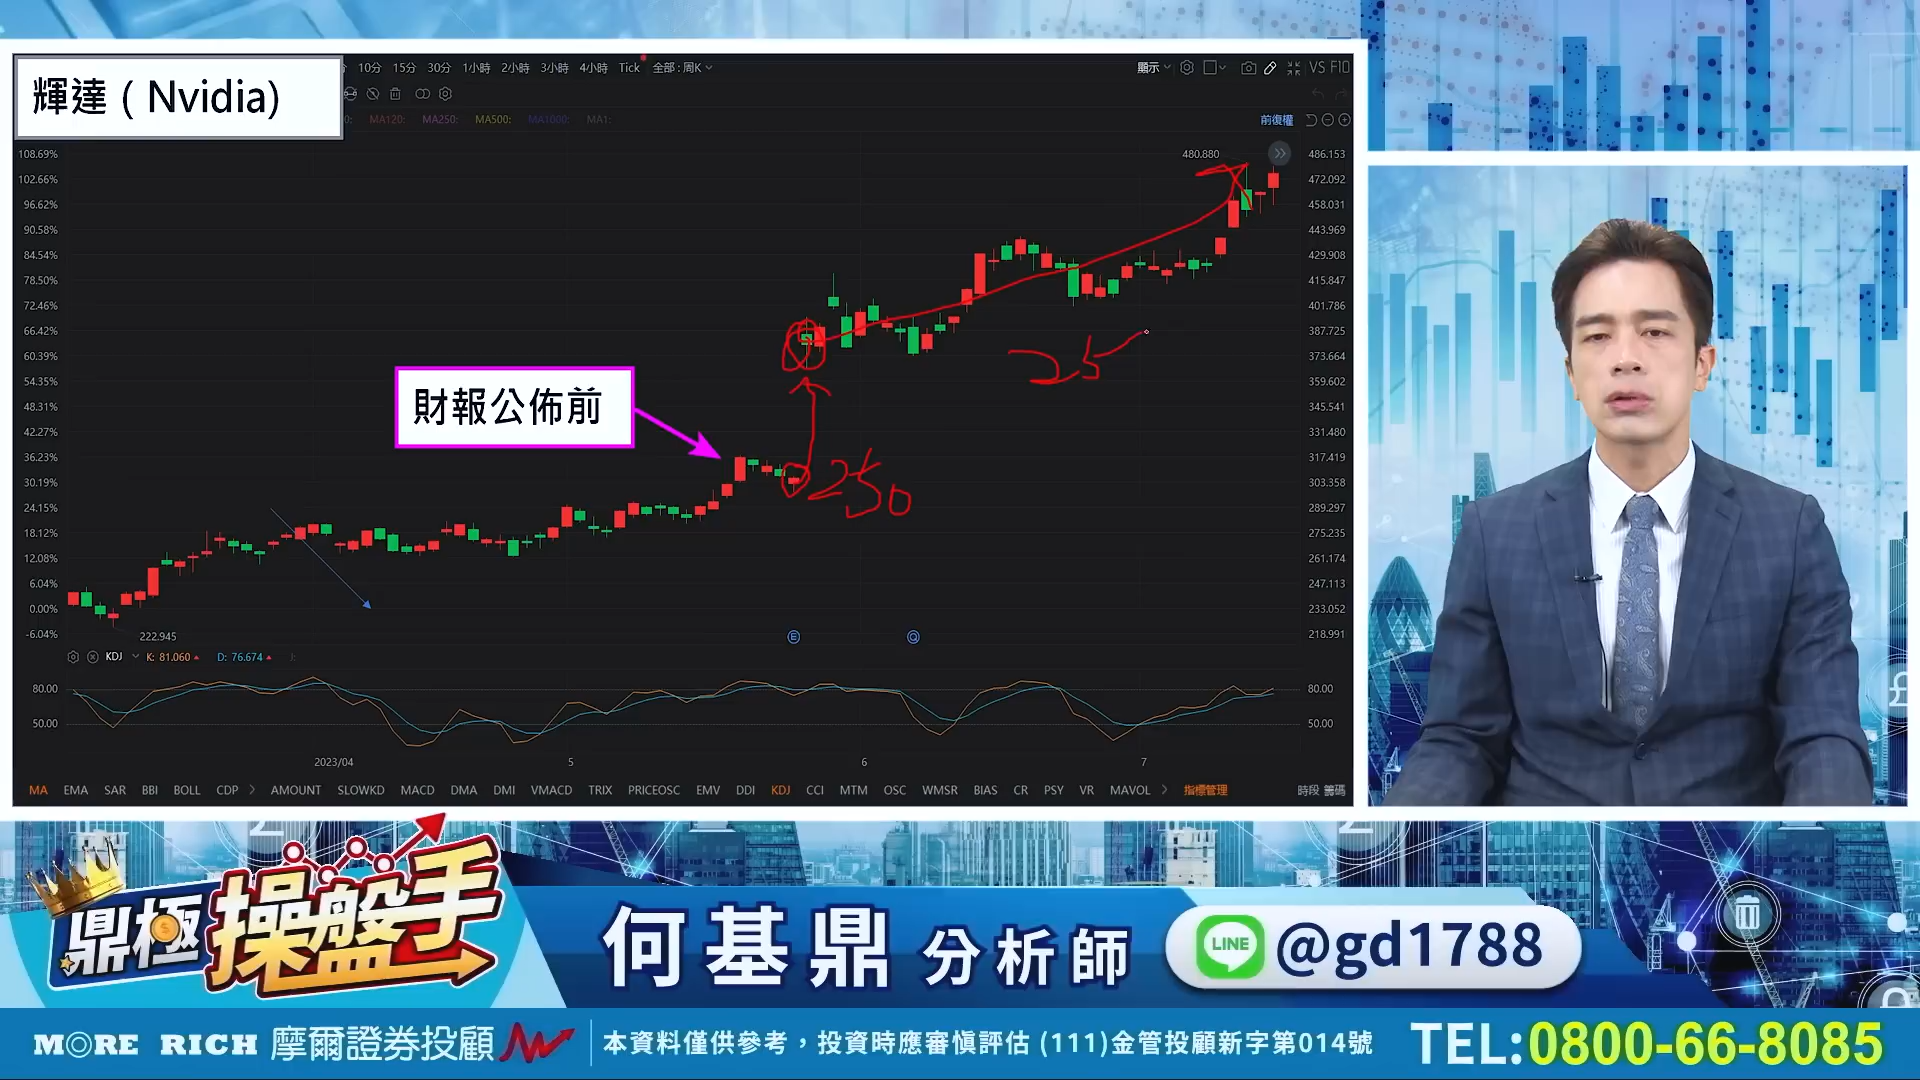 輝達 ( Nvidia)
10分 15分 30分 1小時 2小時 3小時 4小時 Tick 全部 : 周K
顯示 VS F10
MA120: MA250: MA500: MA1000: MA1:
前復權
480.880
108.69% 486.153
102.66% 472.092
96.62% 458.031
90.58% 443.969
84.54% 429.908
78.50% 415.847
72.46% 401.786
66.42% 387.725
60.39% 373.664
54.35% 359.602
48.31% 345.541
42.27% 331.480
36.23% 317.419
30.19% 303.358
24.15% 289.297
18.12% 275.235
12.08% 261.174
6.04% 247.113
0.00% 233.052
-6.04% 218.991
財報公佈前
250
25
222.945
E Q
KDJ K: 81.060 D: 76.674
80.00 80.00
50.00 50.00
2023/04 5 6 7
MA EMA SAR BBI BOLL CDP AMOUNT SLOWKD MACD DMA DMI VMACD TRIX PRICEOSC EMV DDI KDJ CCI MTM OSC WMSR BIAS CR PSY VR MAVOL 指標管理 時段 籌碼
鼎極操盤手
何基鼎 分析師
LINE @gd1788
MORE RICH 摩爾證券投顧
本資料僅供參考，投資時應審慎評估 (111)金管投顧新字第014號
TEL:0800-66-8085